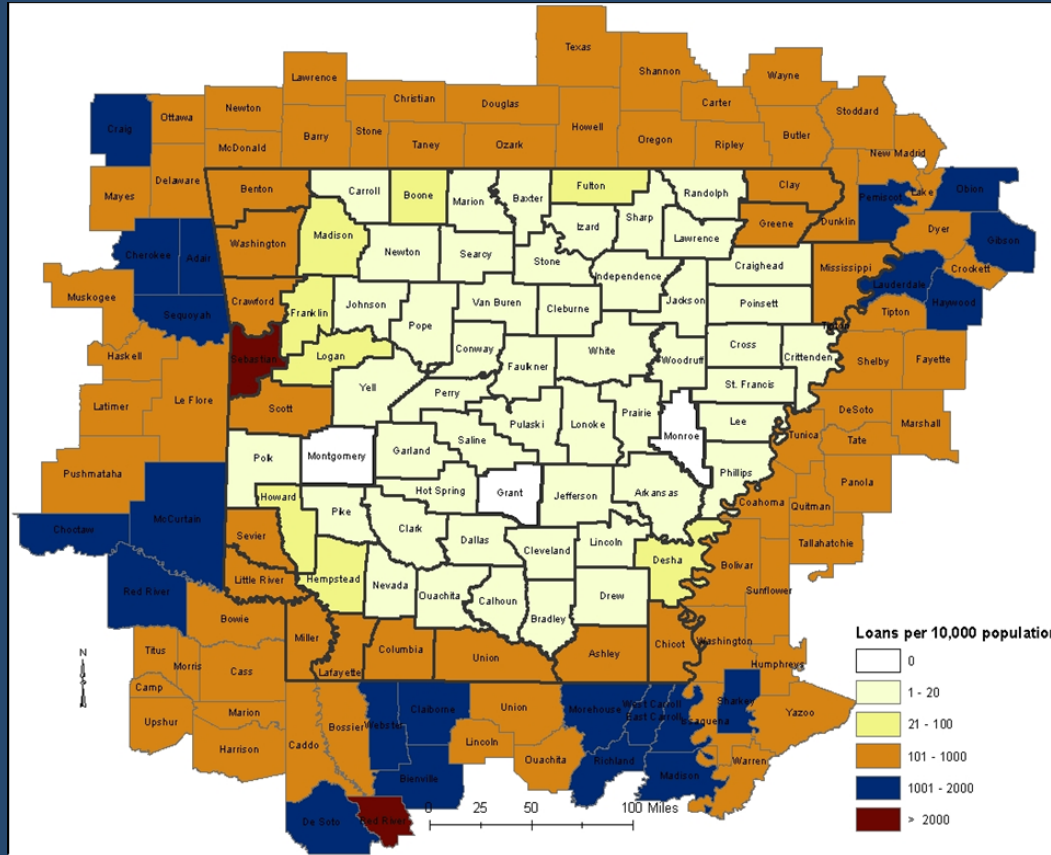 Texas
Lawrence
Shannon
Wayne
Christian
Douglas
Carter
Stoddard
Craig
Ottawa
Newton
Barry
Stone
Taney
Ozark
Howell
Oregon
Ripley
Butler
McDonald
New Madrid
Mayes
Delaware
Benton
Carroll
Boone
Marion
Baxter
Fulton
Randolph
Clay
Pemiscot
Lake
Obion
Sharp
Izard
Greene
Dunklin
Dyer
Gibson
Washington
Madison
Newton
Searcy
Stone
Lawrence
Cherokee
Adair
Craighead
Mississippi
Crockett
Independence
Lauderdale
Haywood
Muskogee
Crawford
Franklin
Johnson
Van Buren
Cleburne
Jackson
Poinsett
Sequoyah
Pope
Tipton
Tipton
Haskell
Sebastian
Logan
Conway
Faulkner
White
Woodruff
Cross
Crittenden
Shelby
Fayette
Yell
St. Francis
Latimer
Le Flore
Scott
Perry
Pulaski
Lonoke
Prairie
Monroe
Lee
DeSoto
Marshall
Tunica
Tate
Saline
Garland
Polk
Montgomery
Phillips
Pushmataha
Panola
Hot Spring
Grant
Jefferson
Arkansas
Coahoma
Quitman
Howard
Pike
Clark
Choctaw
McCurtain
Dallas
Cleveland
Lincoln
Desha
Tallahatchie
Sevier
Bolivar
Little River
Hempstead
Nevada
Ouachita
Calhoun
Drew
Sunflower
Red River
Bradley
Bowie
Miller
Lafayette
Columbia
Union
Ashley
Chicot
Washington
Titus
Morris
Cass
Humphreys
Camp
Marion
Upshur
Bossier
Webster
Claiborne
Union
Morehouse
West Carroll
East Carroll
Sharkey
Issaquena
Yazoo
Harrison
Caddo
Lincoln
Ouachita
Richland
Madison
Warren
Bienville
De Soto
Red River
N
0 25 50 100 Miles
Loans per 10,000 population
0
1 - 20
21 - 100
101 - 1000
1001 - 2000
> 2000